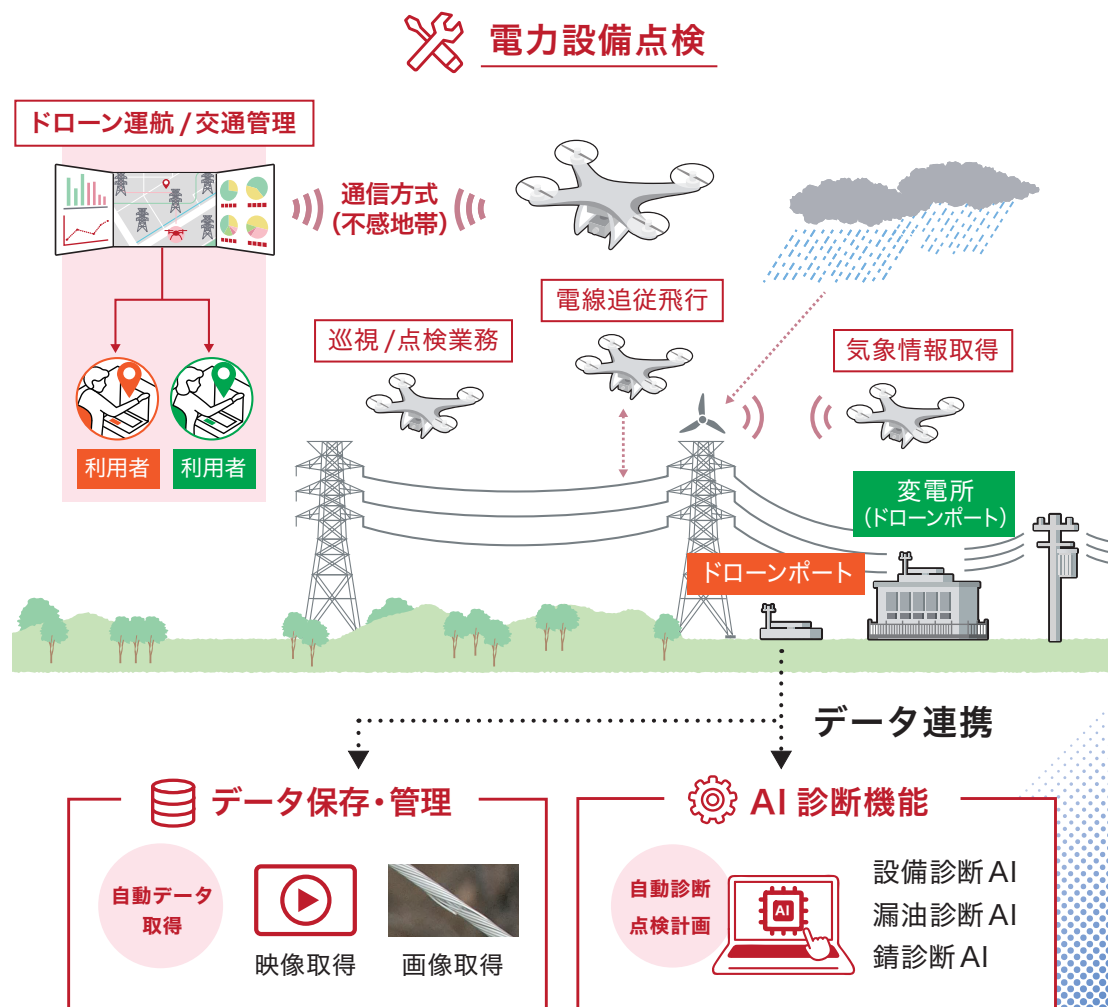 電力設備点検
ドローン運航/交通管理
通信方式
(不感地帯)
電線追従飛行
巡視/点検業務
気象情報取得
利用者
利用者
変電所
(ドローンポート)
ドローンポート
データ連携
データ保存・管理
自動データ
取得
映像取得
画像取得
AI 診断機能
自動診断
点検計画
AI
設備診断 AI
漏油診断 AI
錆診断 AI